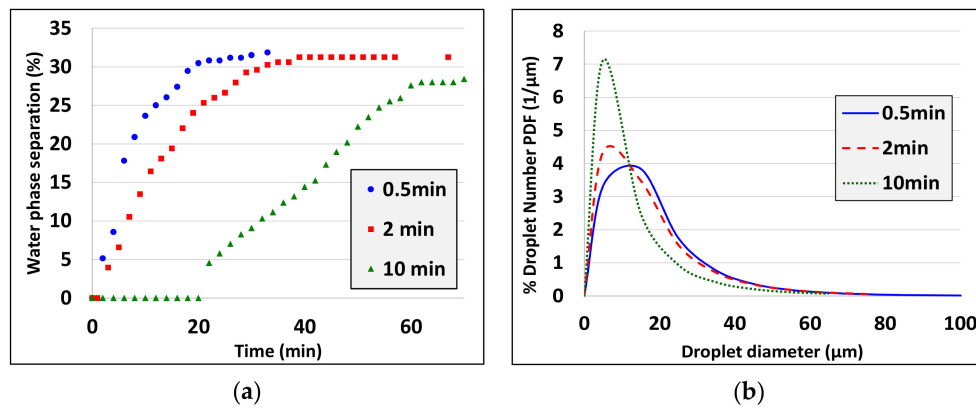 (a)
Water phase separation (%)
35
30
25
20
15
10
5
0
0
20
40
60
Time (min)
0.5min
2 min
10 min
(b)
% Droplet Number PDF (1/µm)
8
7
6
5
4
3
2
1
0
0
20
40
60
80
100
Droplet diameter (µm)
0.5min
2min
10min